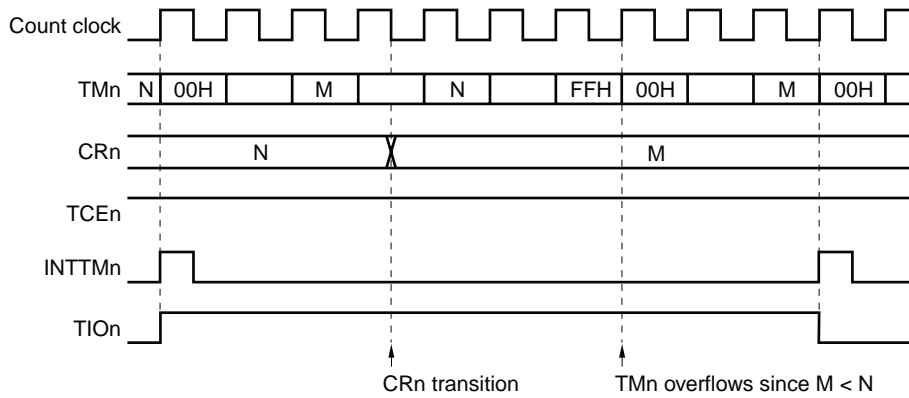 Count clock
TMn N 00H M N FFH 00H M 00H
CRn N M
TCEn
INTTMn
TIOn
CRn transition TMn overflows since M < N